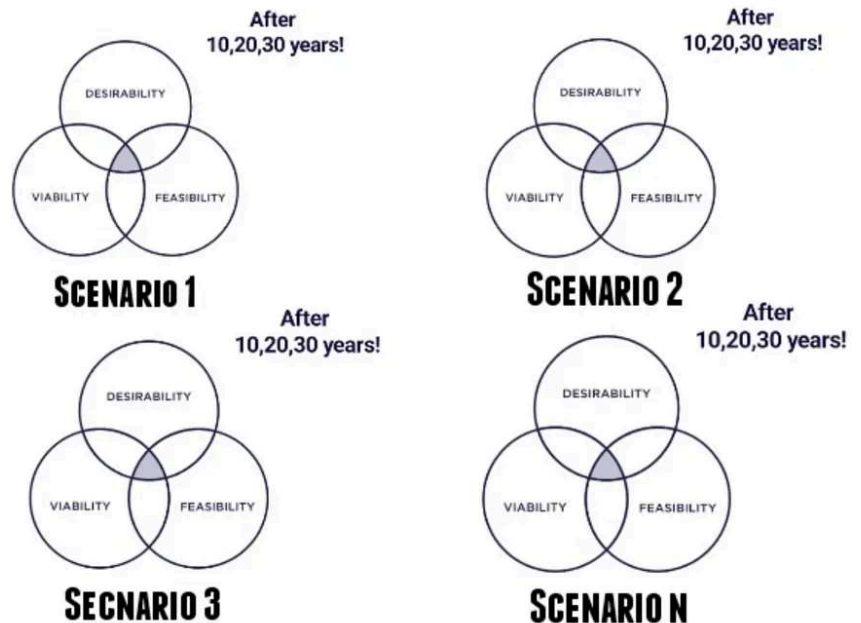 After
10,20,30 years!
DESIRABILITY
VIABILITY
FEASIBILITY
SCENARIO 1
After
10,20,30 years!
DESIRABILITY
VIABILITY
FEASIBILITY
SCENARIO 2
After
10,20,30 years!
DESIRABILITY
VIABILITY
FEASIBILITY
SECNARIO 3
After
10,20,30 years!
DESIRABILITY
VIABILITY
FEASIBILITY
SCENARIO N